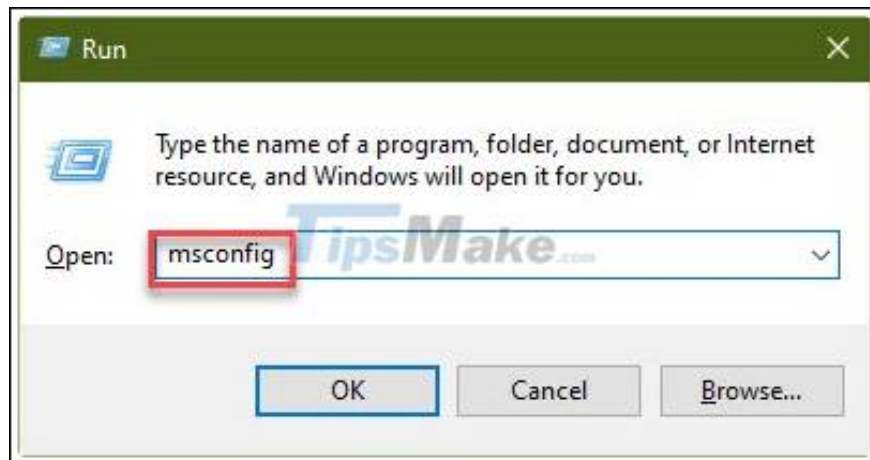 Run
Type the name of a program, folder, document, or Internet
resource, and Windows will open it for you.
TipsMake.com
Open: msconfig
OK Cancel Browse...